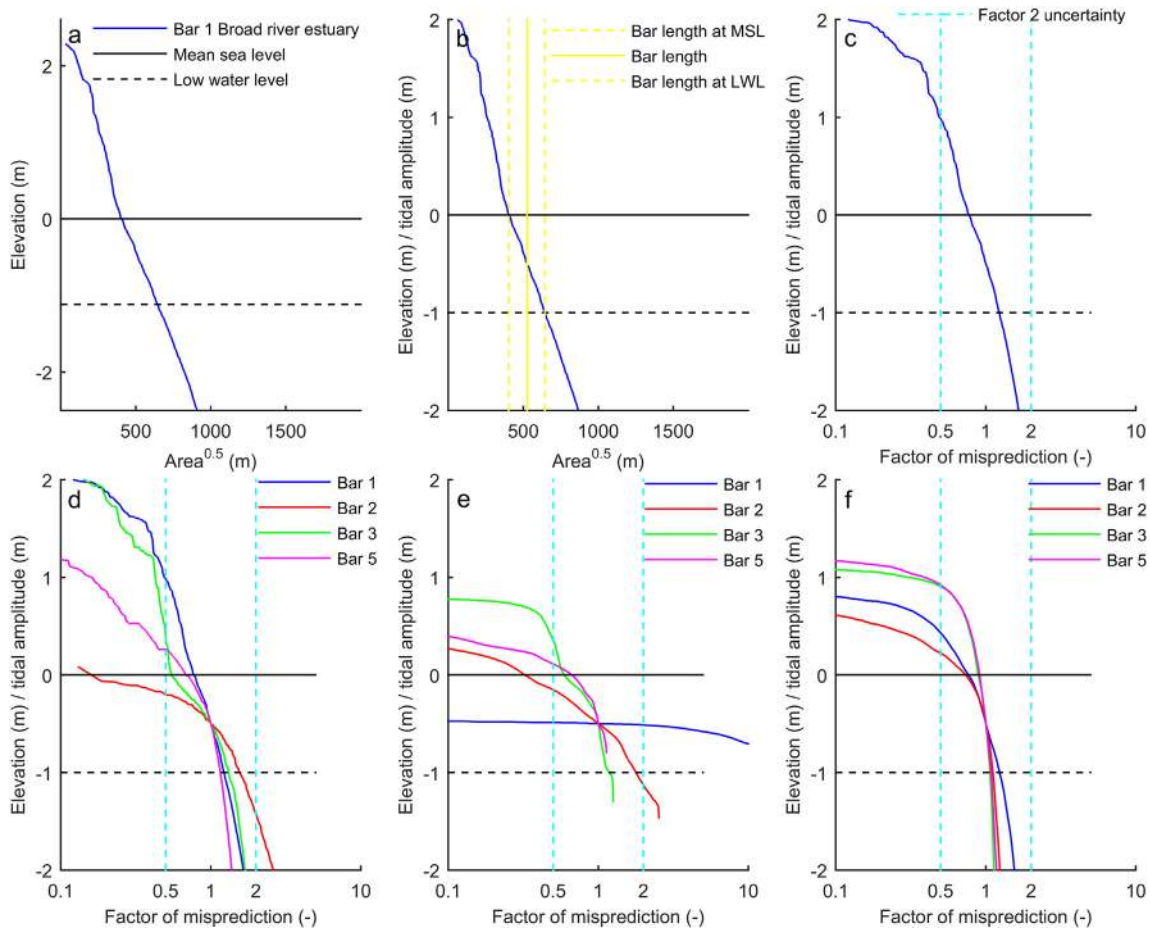 a
Bar 1 Broad river estuary
Mean sea level
Low water level
Elevation (m)
2
0
-2
500 1000 1500
Area^0.5 (m)
b
Bar length at MSL
Bar length
Bar length at LWL
Elevation (m) / tidal amplitude (m)
2
1
0
-1
-2
500 1000 1500
Area^0.5 (m)
c
Factor 2 uncertainty
Elevation (m) / tidal amplitude (m)
2
1
0
-1
-2
0.1 0.5 1 2 10
Factor of misprediction (-)
d
Bar 1
Bar 2
Bar 3
Bar 5
Elevation (m) / tidal amplitude (m)
2
1
0
-1
-2
0.1 0.5 1 2 10
Factor of misprediction (-)
e
Bar 1
Bar 2
Bar 3
Bar 5
Elevation (m) / tidal amplitude (m)
2
1
0
-1
-2
0.1 0.5 1 2 10
Factor of misprediction (-)
f
Bar 1
Bar 2
Bar 3
Bar 5
Elevation (m) / tidal amplitude (m)
2
1
0
-1
-2
0.1 0.5 1 2 10
Factor of misprediction (-)